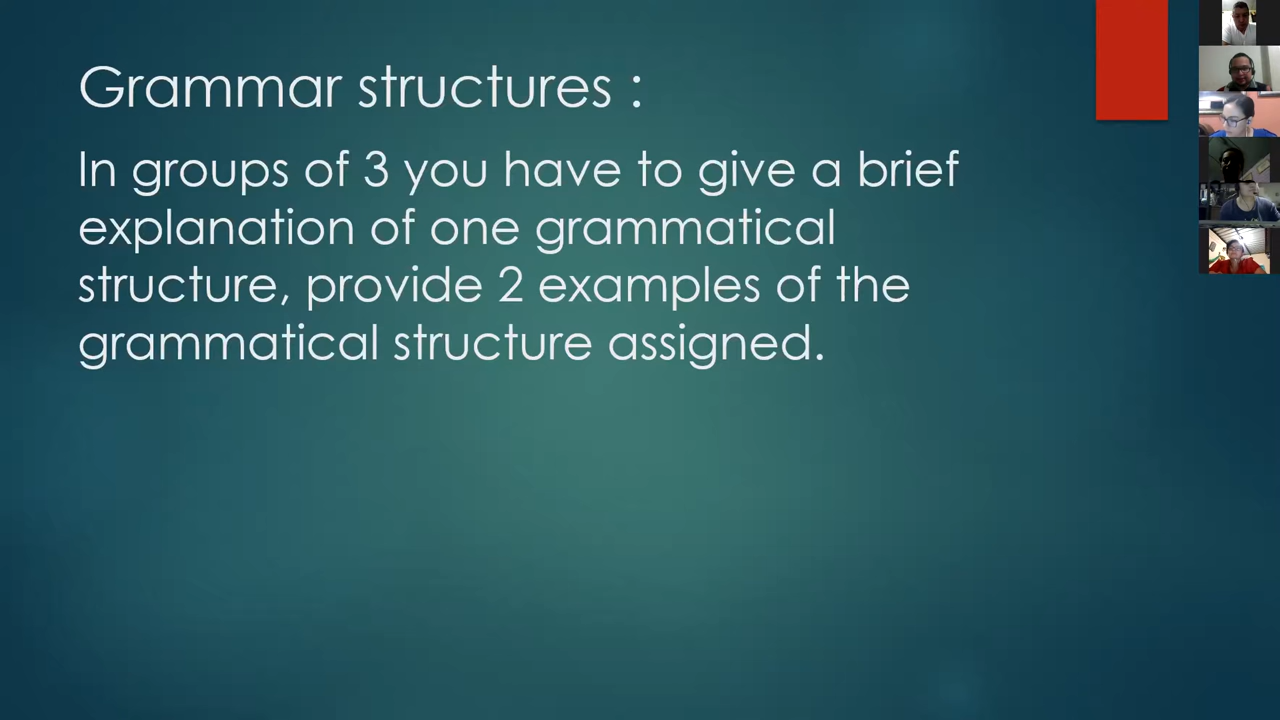 Grammar structures :
In groups of 3 you have to give a brief
explanation of one grammatical
structure, provide 2 examples of the
grammatical structure assigned.